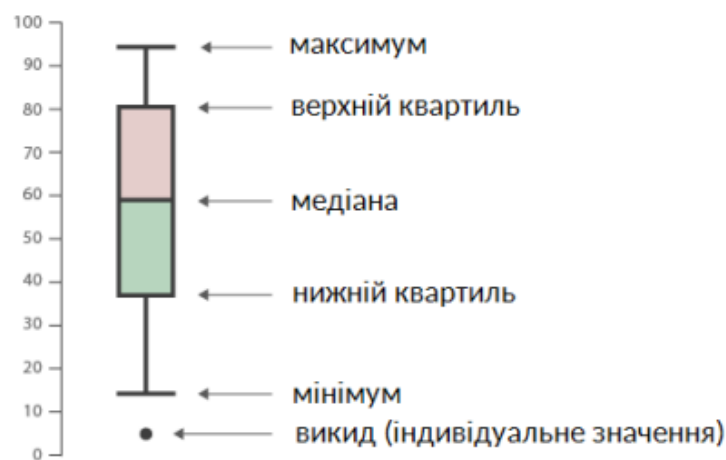 100
максимум
90
верхній квартиль
80
70
60
медіана
50
40
нижній квартиль
30
20
мінімум
10
викид (індивідуальне значення)
0